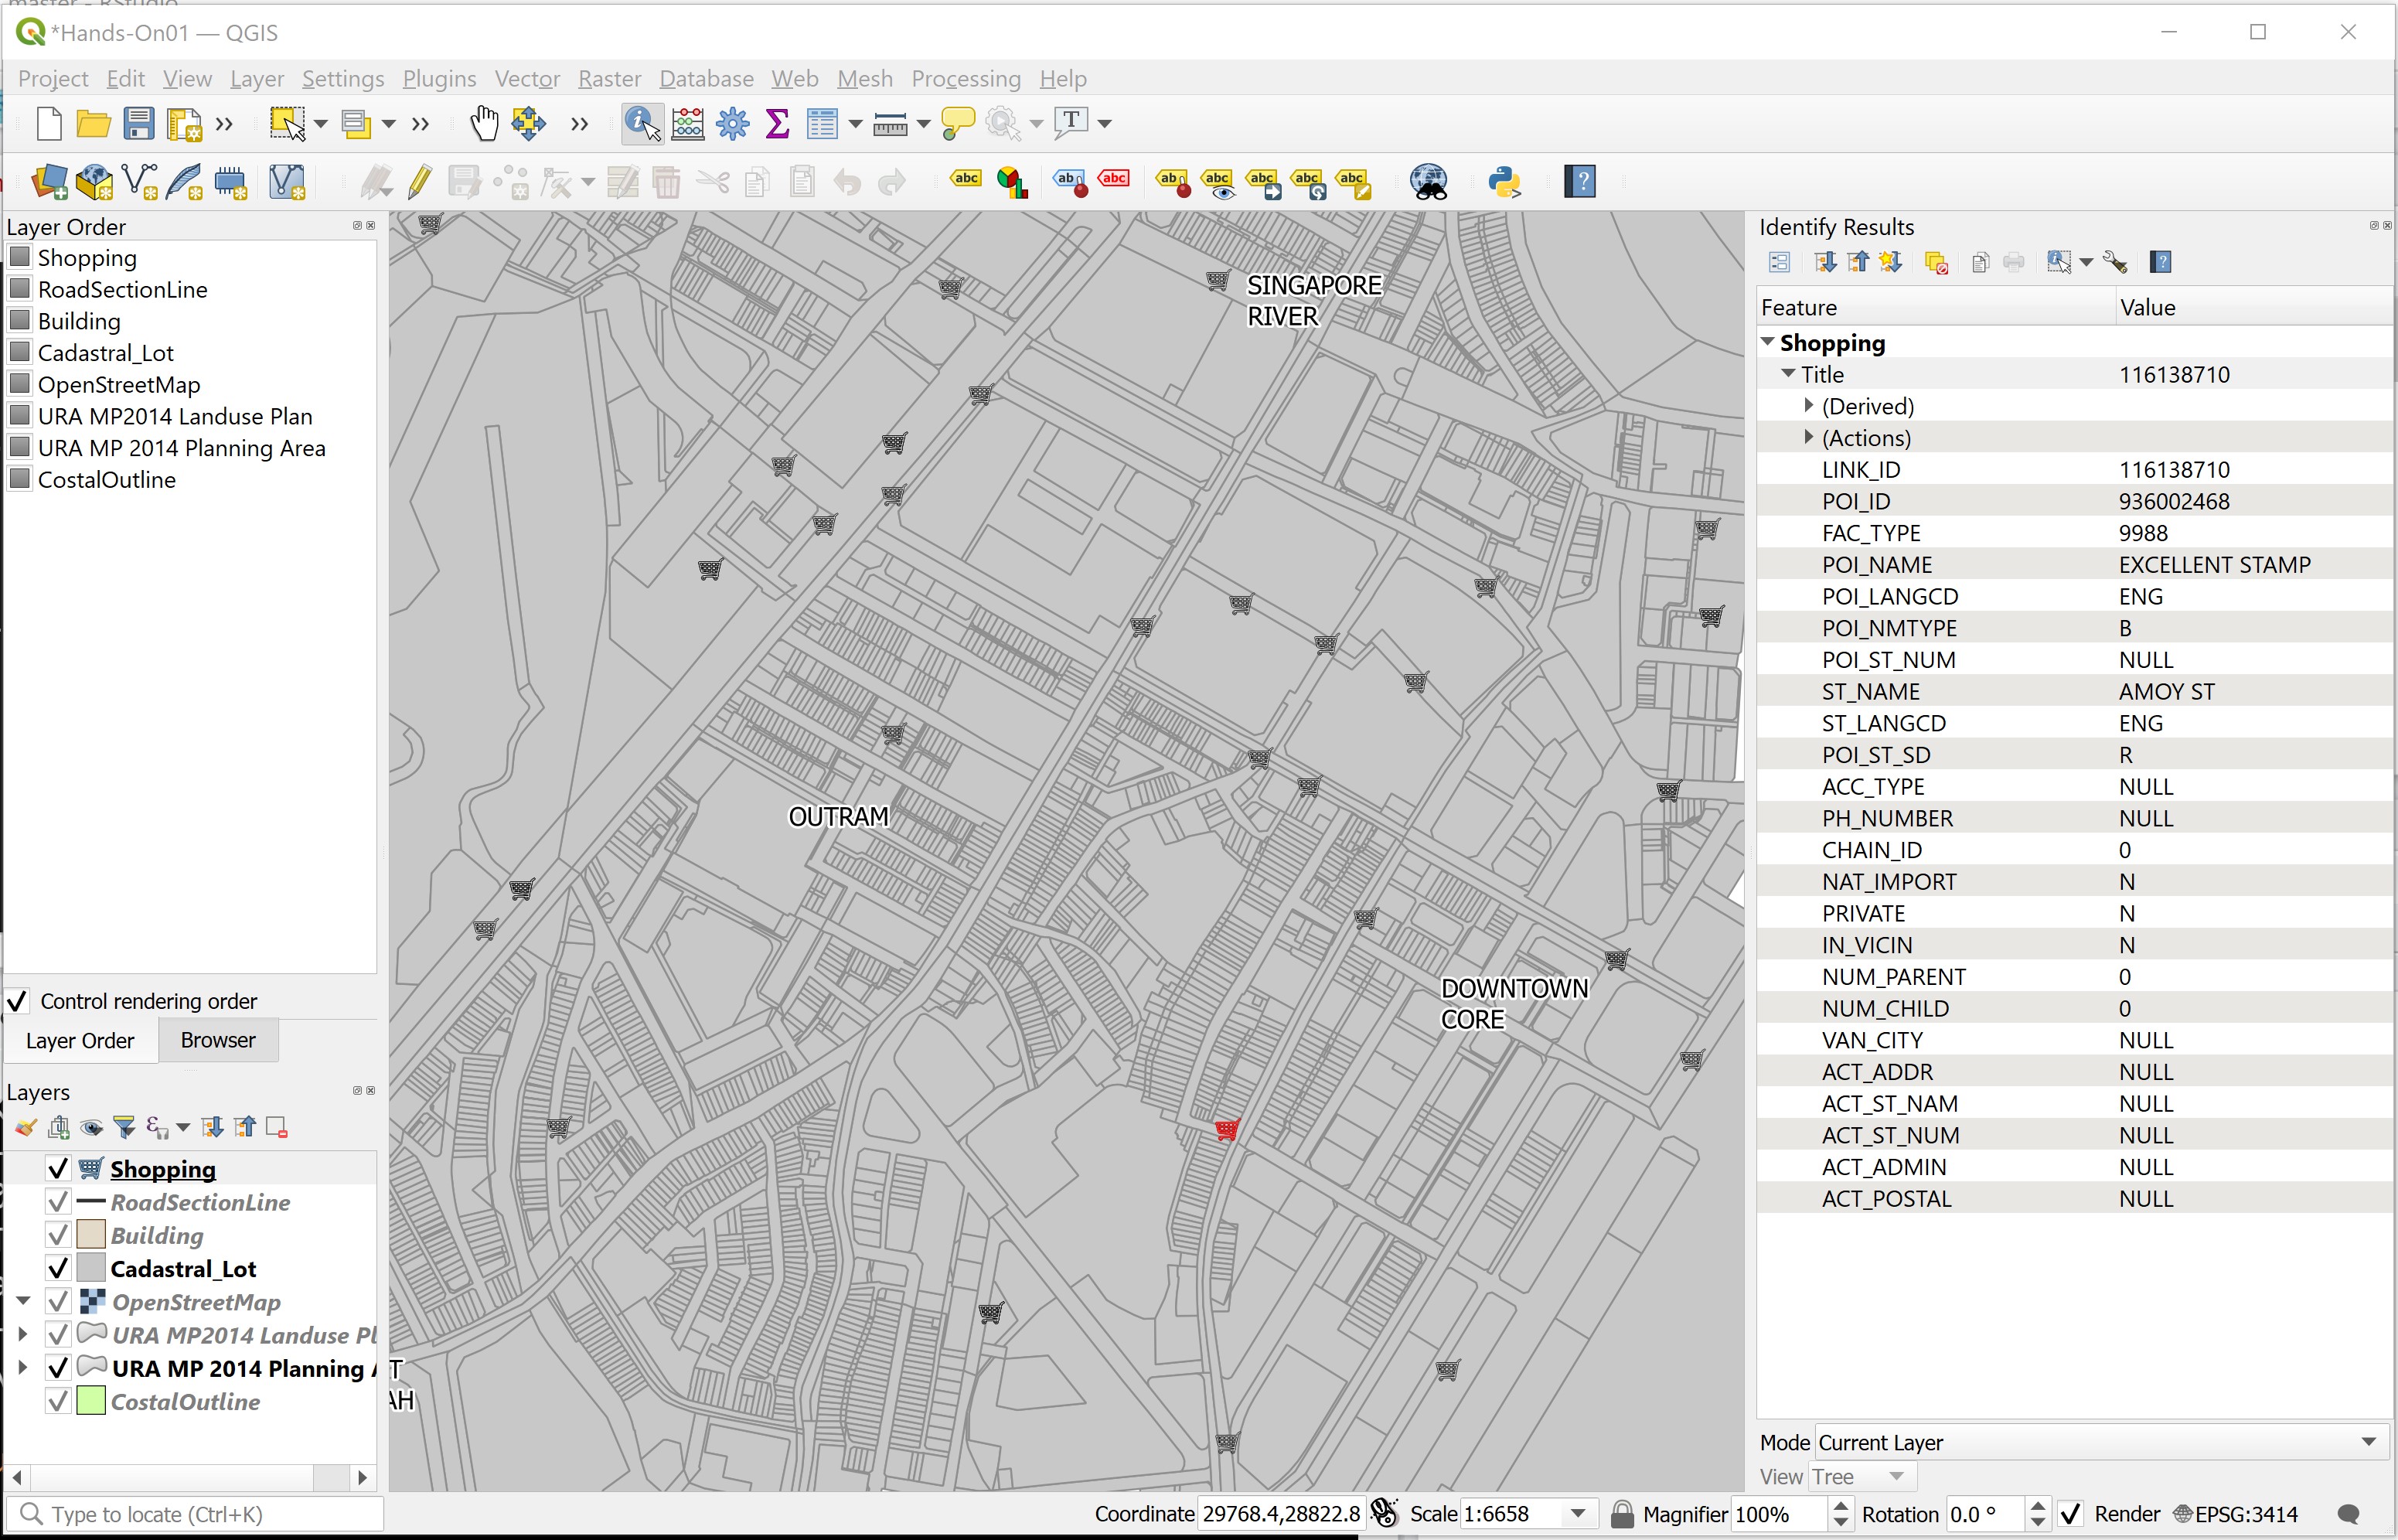 master - RStudio
*Hands-On01 — QGIS
Project Edit View Layer Settings Plugins Vector Raster Database Web Mesh Processing Help
Layer Order
Shopping
RoadSectionLine
Building
Cadastral_Lot
OpenStreetMap
URA MP2014 Landuse Plan
URA MP 2014 Planning Area
CostalOutline
Control rendering order
Layer Order Browser
Layers
Shopping
RoadSectionLine
Building
Cadastral_Lot
OpenStreetMap
URA MP2014 Landuse Pl
URA MP 2014 Planning A
CostalOutline
Type to locate (Ctrl+K)
SINGAPORE
RIVER
OUTRAM
DOWNTOWN
CORE
T
AH
Identify Results
Feature Value
Shopping
Title 116138710
(Derived)
(Actions)
LINK_ID 116138710
POI_ID 936002468
FAC_TYPE 9988
POI_NAME EXCELLENT STAMP
POI_LANGCD ENG
POI_NMTYPE B
POI_ST_NUM NULL
ST_NAME AMOY ST
ST_LANGCD ENG
POI_ST_SD R
ACC_TYPE NULL
PH_NUMBER NULL
CHAIN_ID 0
NAT_IMPORT N
PRIVATE N
IN_VICIN N
NUM_PARENT 0
NUM_CHILD 0
VAN_CITY NULL
ACT_ADDR NULL
ACT_ST_NAM NULL
ACT_ST_NUM NULL
ACT_ADMIN NULL
ACT_POSTAL NULL
Mode Current Layer
View Tree
Coordinate 29768.4,28822.8 Scale 1:6658 Magnifier 100% Rotation 0.0 ° Render EPSG:3414